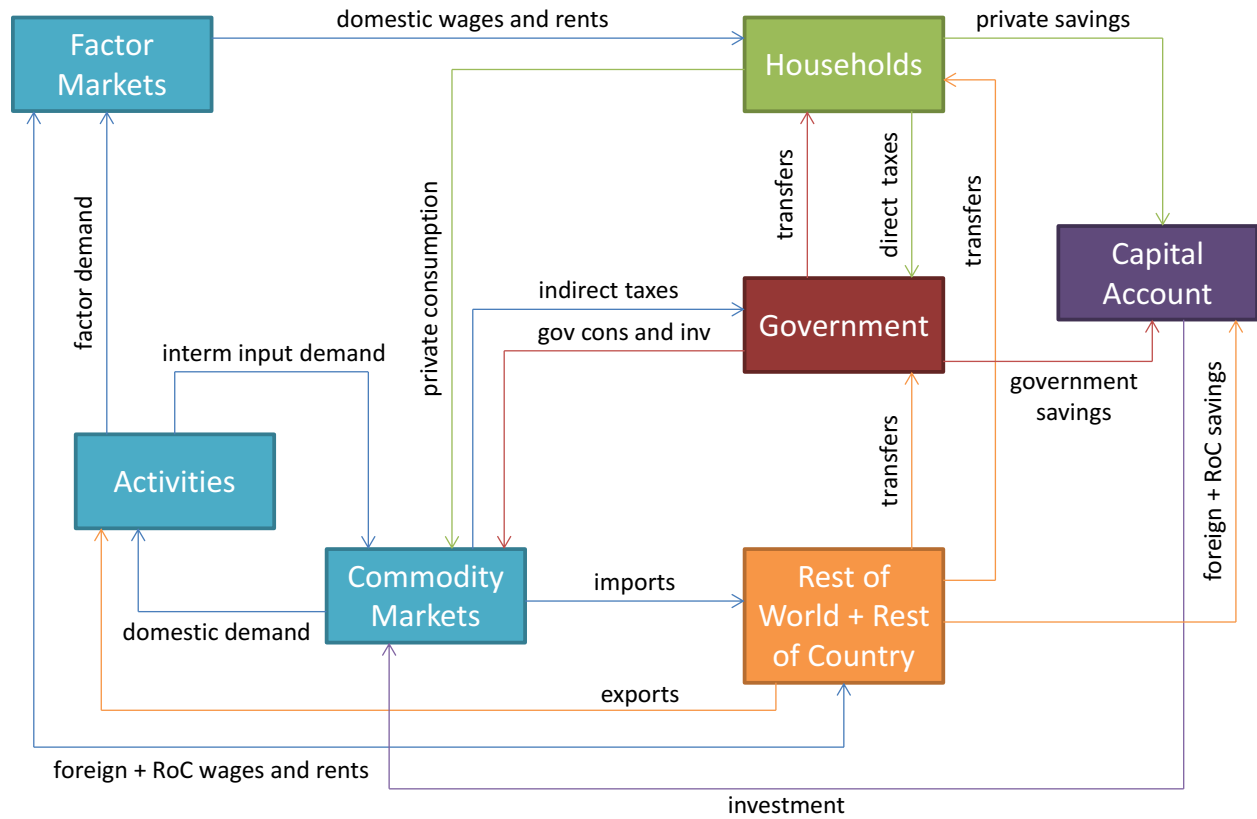 domestic wages and rents
private savings
Factor
Markets
Households
factor demand
private consumption
transfers
direct  taxes
transfers
Capital
Account
indirect taxes
gov cons and inv
Government
interm input demand
government
savings
foreign + RoC savings
transfers
Activities
Commodity
Markets
imports
Rest of
World + Rest
of Country
domestic demand
exports
foreign + RoC wages and rents
investment